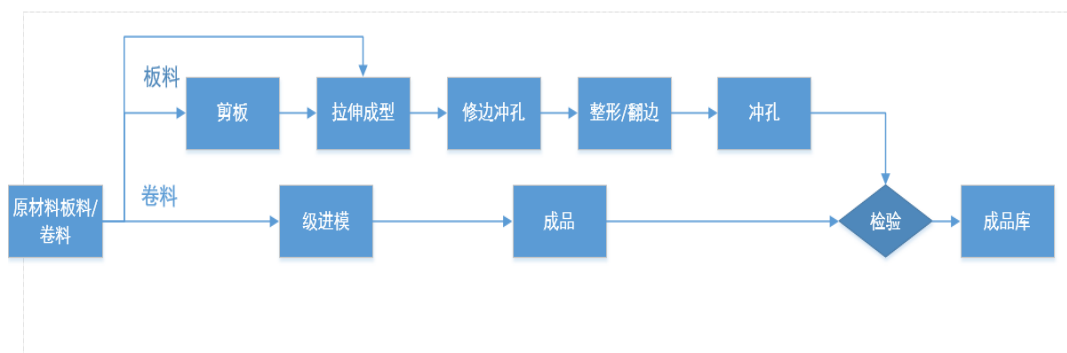 板料
剪板
拉伸成型
修边冲孔
整形/翻边
冲孔
卷料
原材料板料/
卷料
级进模
成品
检验
成品库